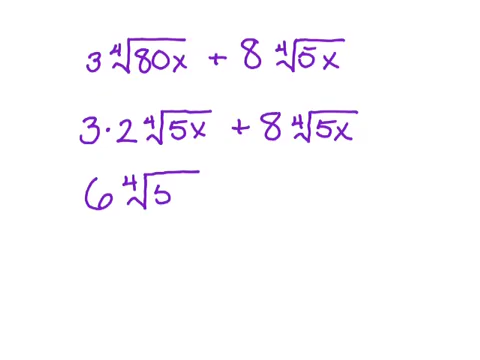 3 ∜80x + 8 ∜5x
3 · 2 ∜5x + 8 ∜5x
6 ∜5